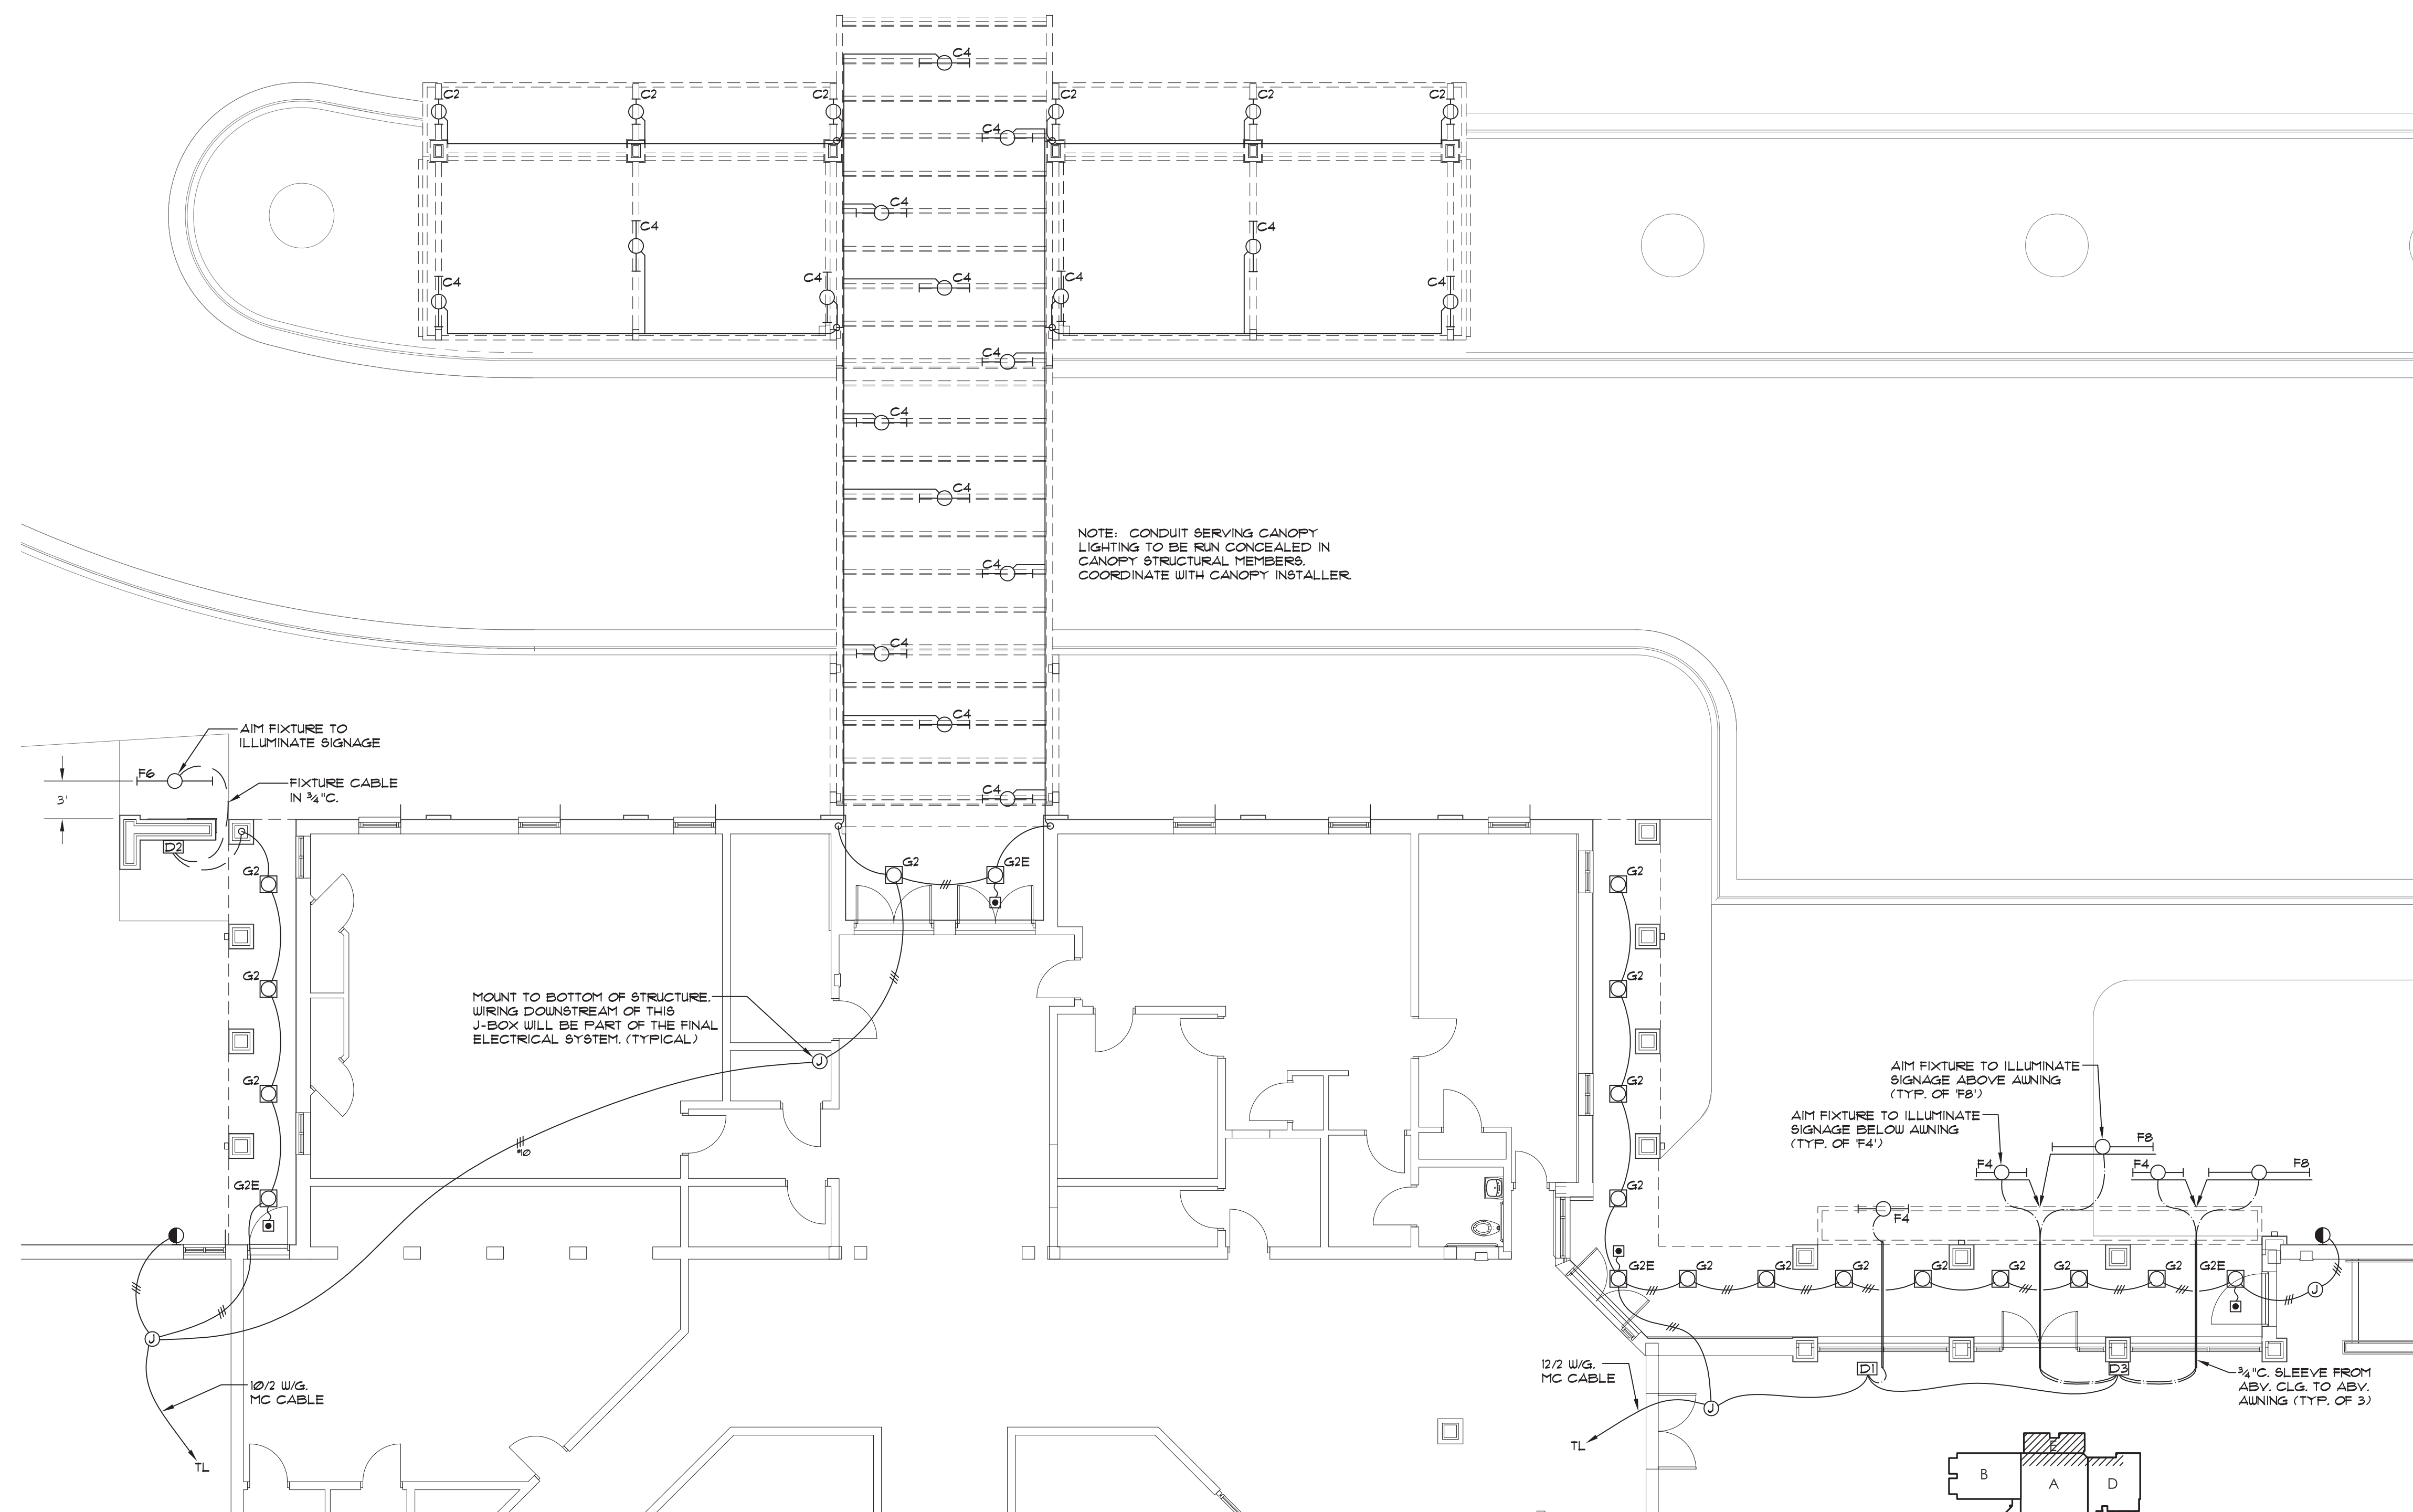 C4
C2
C2
C2
C2
C2
C2
C4
C4
C4
C4
C4
C4
C4
C4
C4
C4
C4
C4
C4
C4
NOTE: CONDUIT SERVING CANOPY
LIGHTING TO BE RUN CONCEALED IN
CANOPY STRUCTURAL MEMBERS.
COORDINATE WITH CANOPY INSTALLER.
C4
C4
C4
AIM FIXTURE TO
ILLUMINATE SIGNAGE
F6
FIXTURE CABLE
IN ¾"C.
3'
D2
G2
G2
G2
G2E
G2
G2E
MOUNT TO BOTTOM OF STRUCTURE.
WIRING DOWNSTREAM OF THIS
J-BOX WILL BE PART OF THE FINAL
ELECTRICAL SYSTEM. (TYPICAL)
J
#10
J
10/2 W/G.
MC CABLE
TL
G2
G2
G2
G2
AIM FIXTURE TO ILLUMINATE
SIGNAGE ABOVE AWNING
(TYP. OF 'F8')
AIM FIXTURE TO ILLUMINATE
SIGNAGE BELOW AWNING
(TYP. OF 'F4')
F8
F4
F4
F8
F4
G2E
G2
G2
G2
G2
G2
G2
G2
G2E
J
12/2 W/G.
MC CABLE
D1
D3
¾"C. SLEEVE FROM
ABV. CLG. TO ABV.
AWNING (TYP. OF 3)
J
TL
E
B
A
D